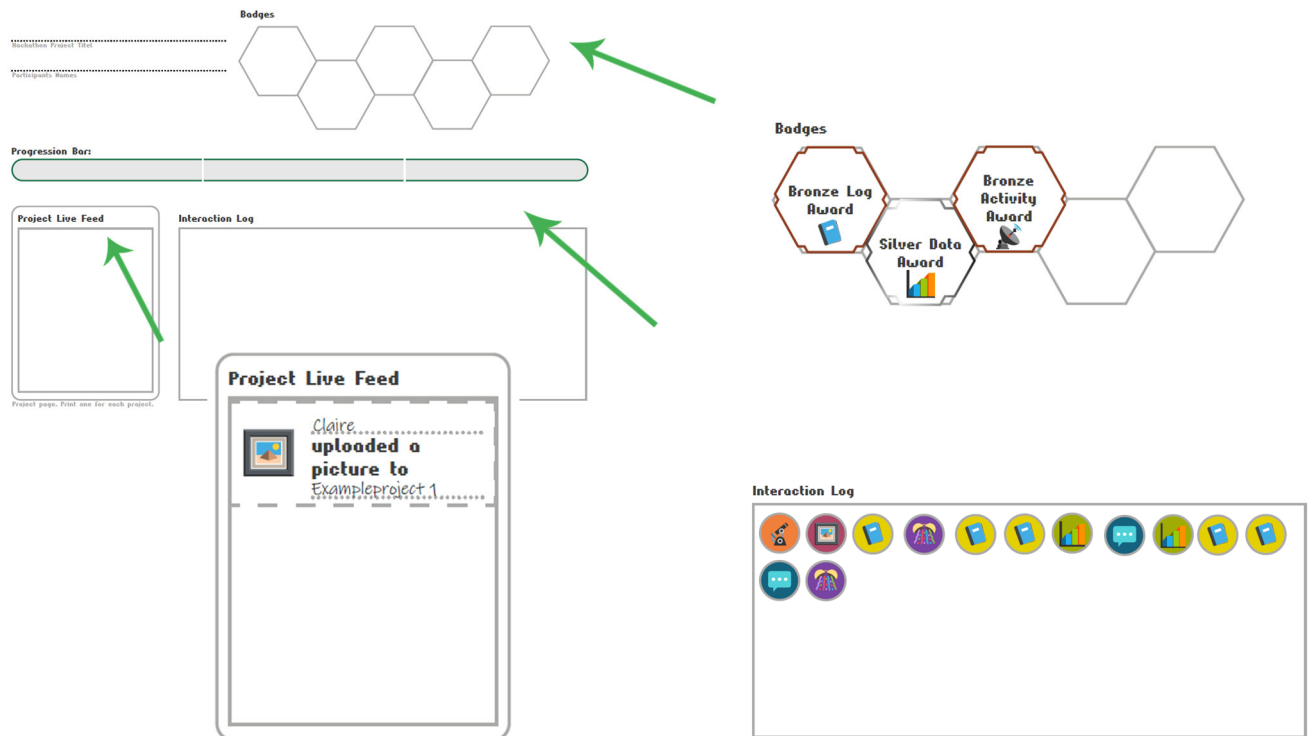 Badges
Hackathon Project Titel
Participants Names
Progression Bar:
Project Live Feed
Interaction Log
Project page. Print one for each project.
Project Live Feed
Claire
uploaded a
picture to
Exampleproject 1
Badges
Bronze Log
Award
Silver Data
Award
Bronze
Activity
Award
Interaction Log